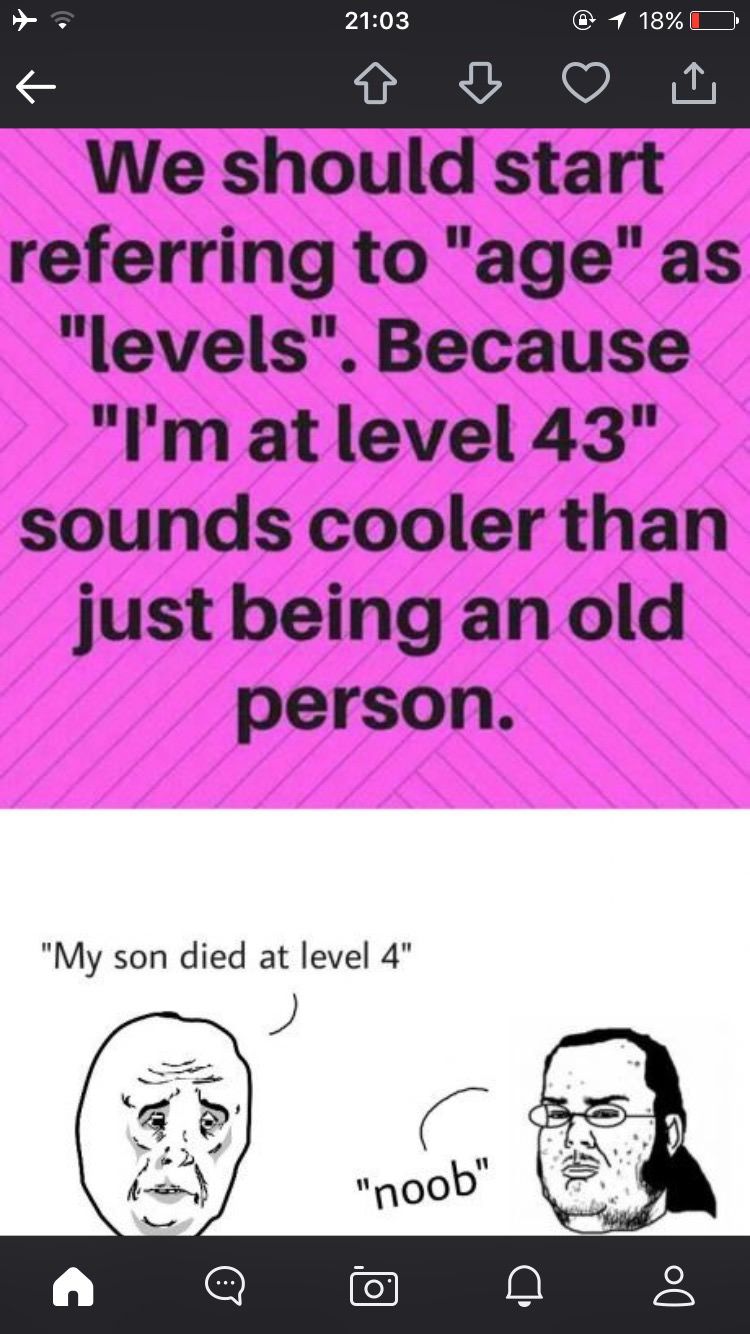 21:03
18%
We should start
referring to "age" as
"levels". Because
"I'm at level 43"
sounds cooler than
just being an old
person.
"My son died at level 4"
"noob"